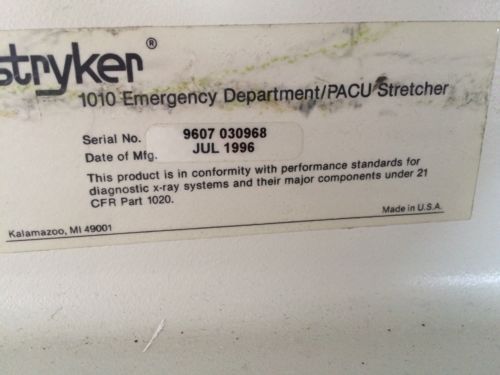 stryker®
1010 Emergency Department/PACU Stretcher
Serial No. 9607 030968
Date of Mfg. JUL 1996
This product is in conformity with performance standards for
diagnostic x-ray systems and their major components under 21
CFR Part 1020.
Made in U.S.A.
Kalamazoo, MI 49001